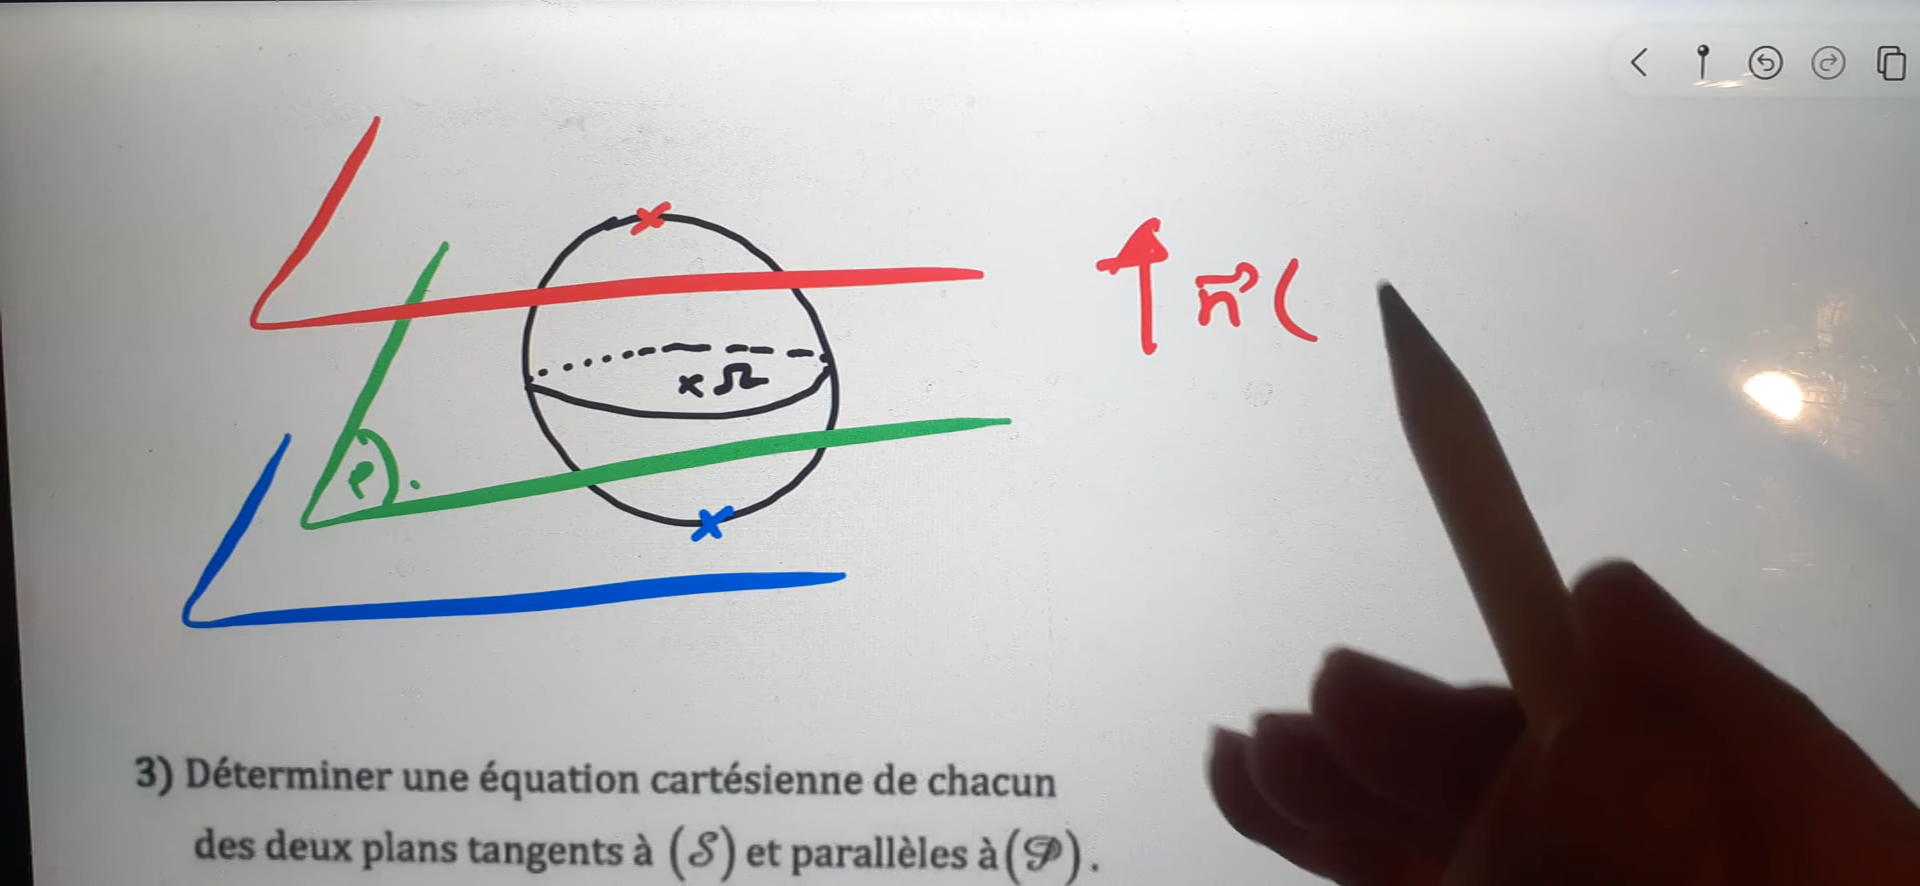 n⃗(
Ω
P
3) Déterminer une équation cartésienne de chacun
des deux plans tangents à (𝒮) et parallèles à (𝒫).